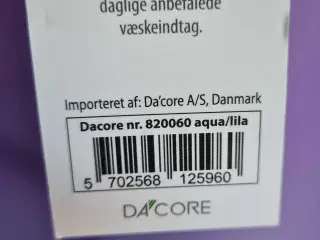 daglige anbefalede
væskeindtag.
Importeret af: Da'core A/S, Danmark
Dacore nr. 820060 aqua/lila
5 702568 125960
DA'CORE